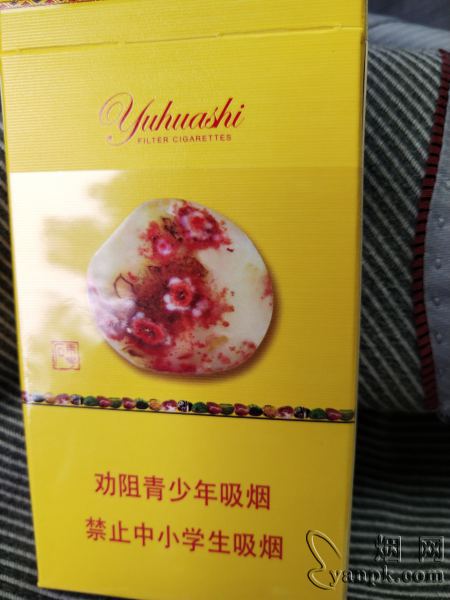 Yuhuashi
FILTER CIGARETTES
劝阻青少年吸烟
禁止中小学生吸烟
烟网
yanpk.com